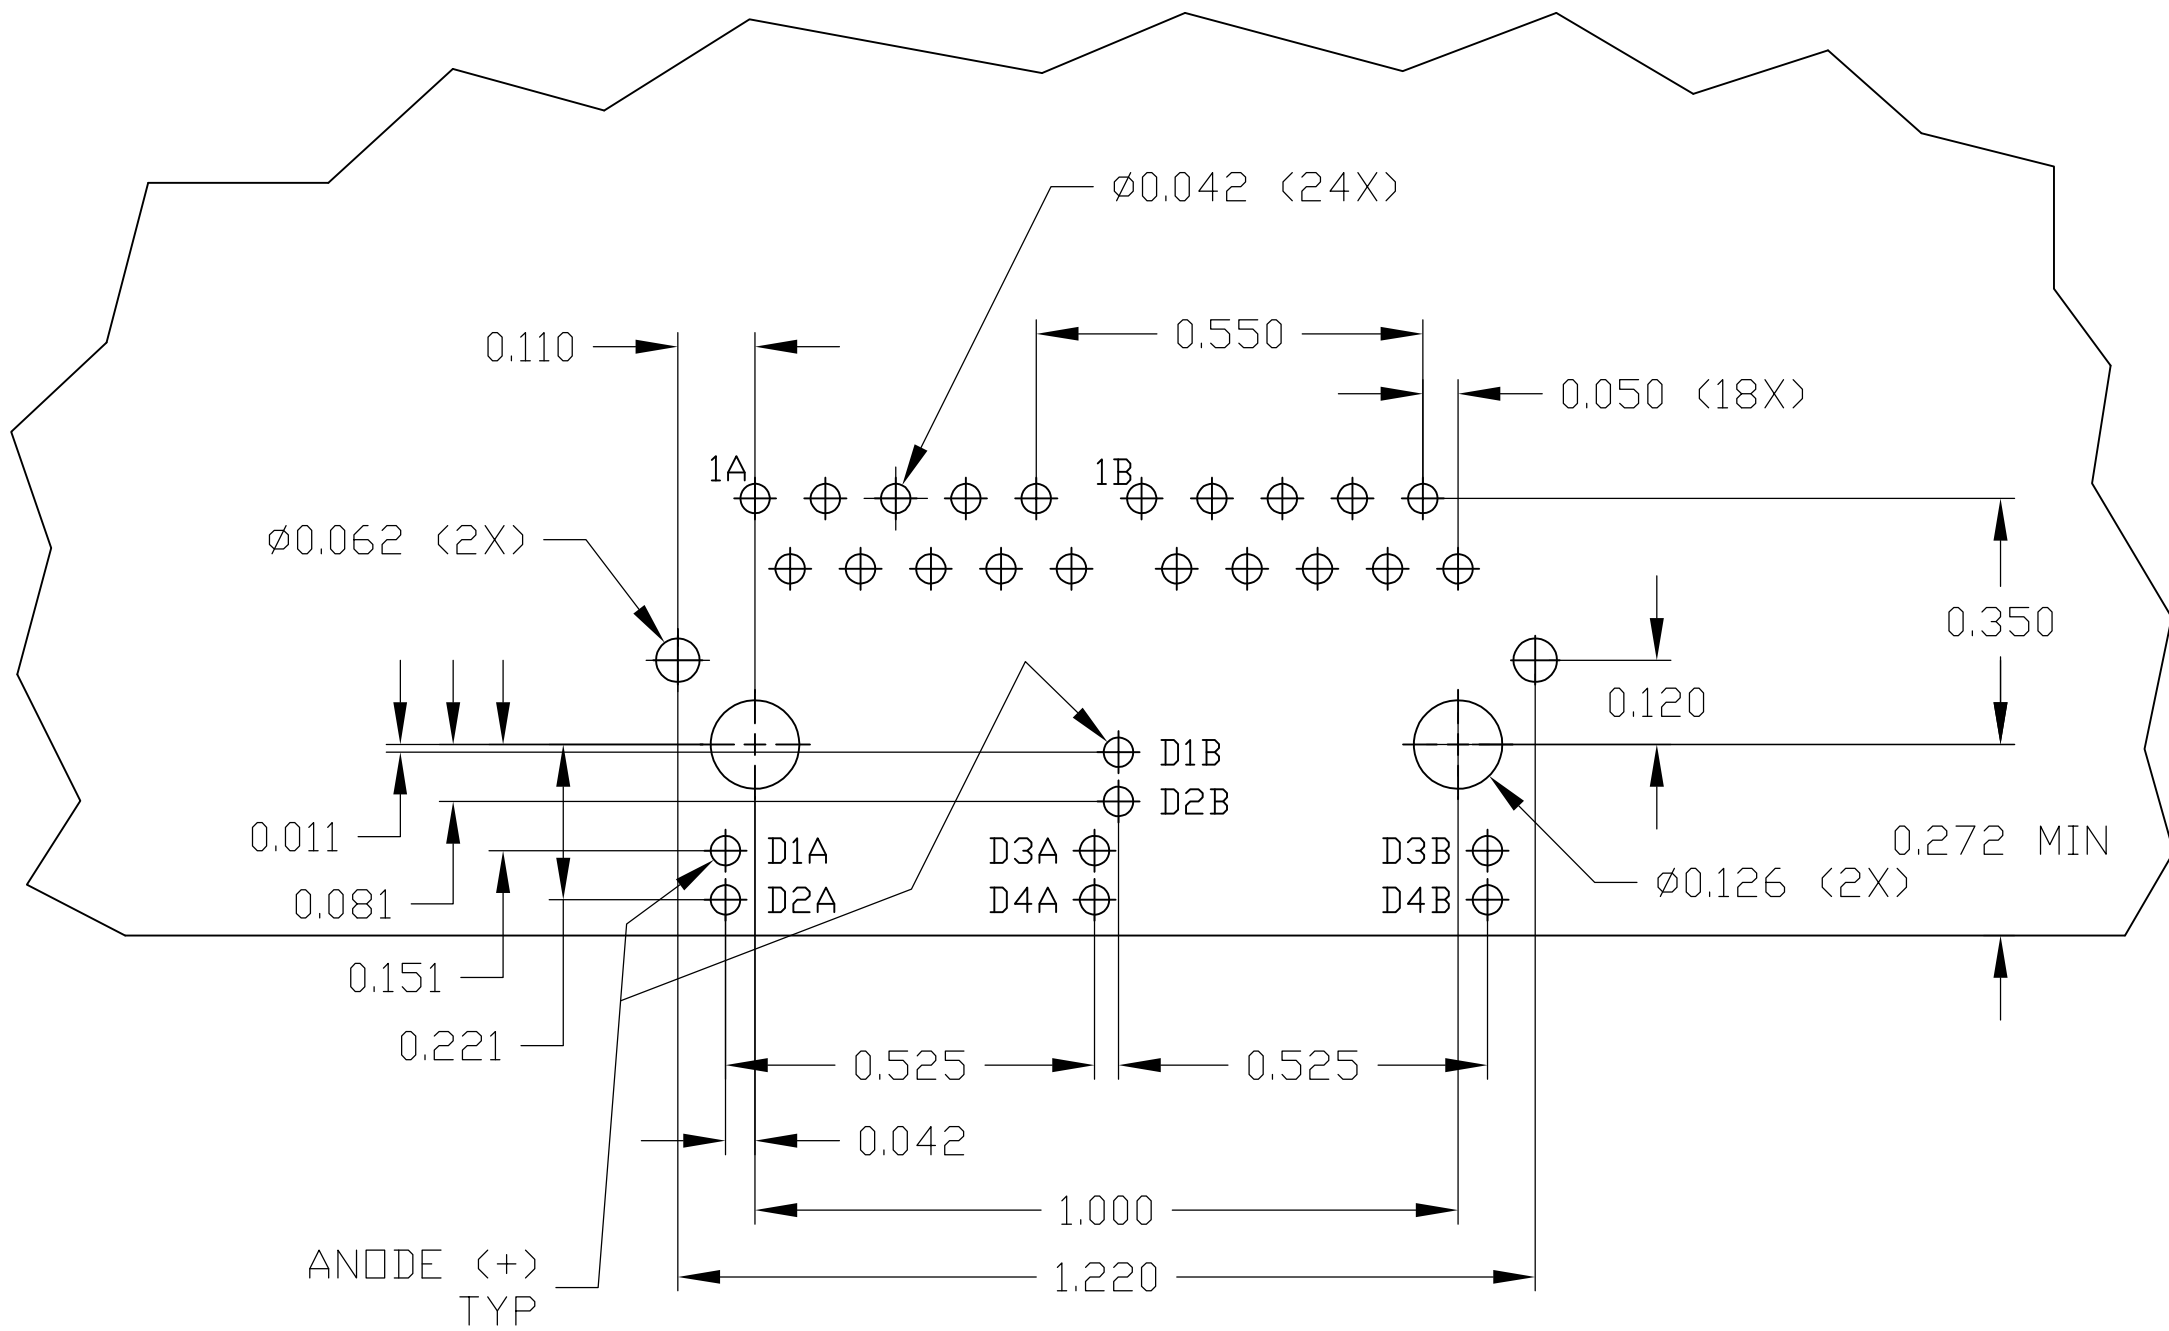 Ø0.042 (24X)
0.110
0.550
0.050 (18X)
1A
1B
Ø0.062 (2X)
0.350
0.120
D1B
D2B
0.011
D1A
D3A
D3B
0.272 MIN
0.081
D2A
D4A
D4B
Ø0.126 (2X)
0.151
0.221
0.525
0.525
0.042
1.000
ANODE (+)
TYP
1.220